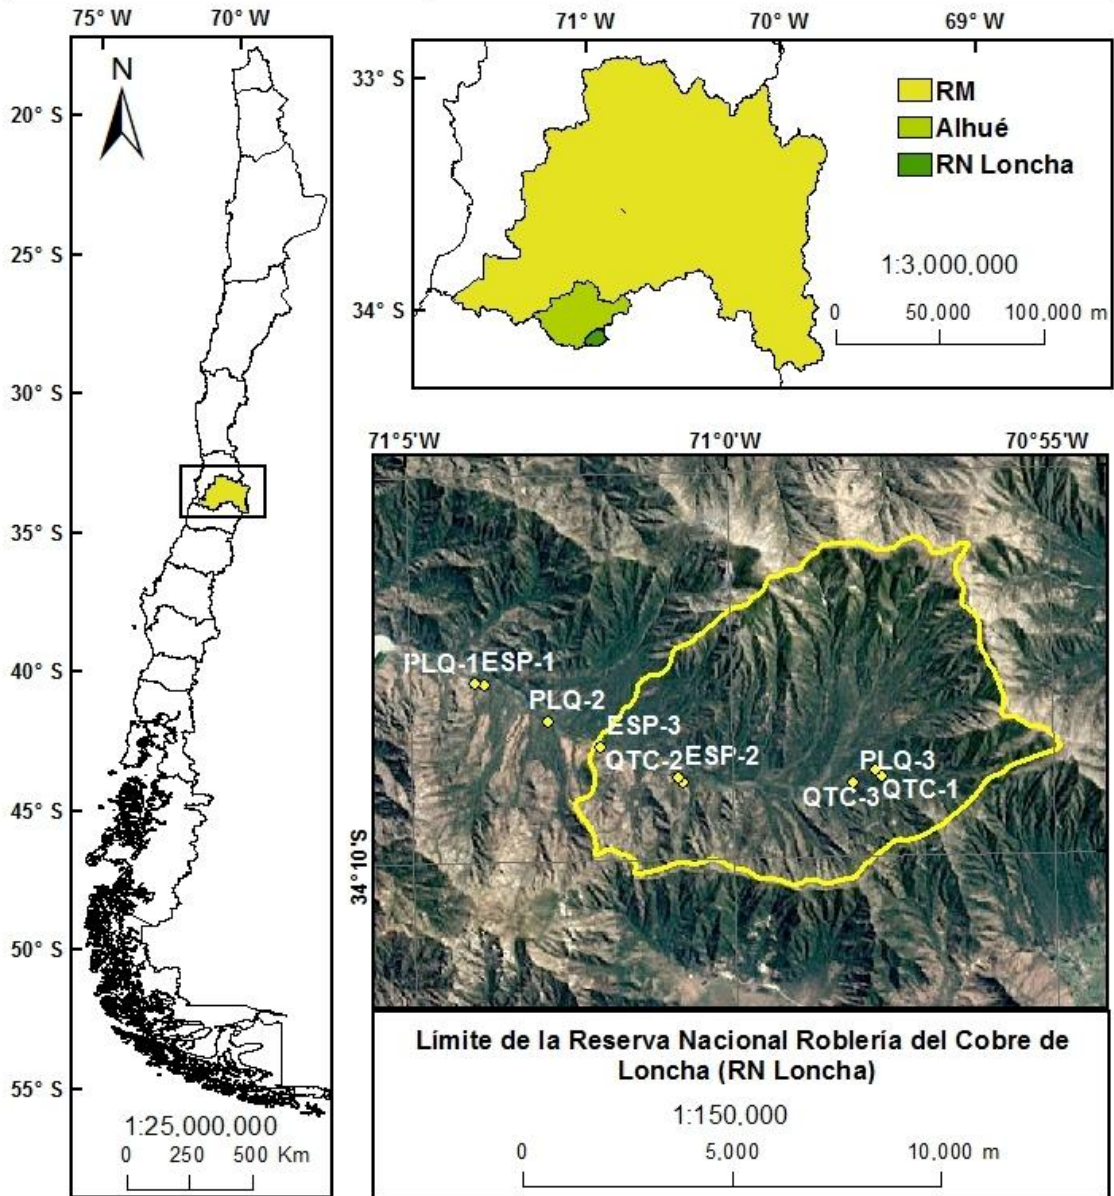 75° W 70° W
N
20° S
25° S
30° S
35° S
40° S
45° S
50° S
55° S
1:25,000,000
0 250 500 Km
71° W 70° W 69° W
33° S
34° S
RM
Alhué
RN Loncha
1:3,000,000
0 50,000 100,000 m
71°5'W 71°0'W 70°55'W
34°10'S
PLQ-1 ESP-1
PLQ-2
ESP-3
QTC-2 ESP-2
PLQ-3
QTC-3 QTC-1
Límite de la Reserva Nacional Roblería del Cobre de
Loncha (RN Loncha)
1:150,000
0 5,000 10,000 m